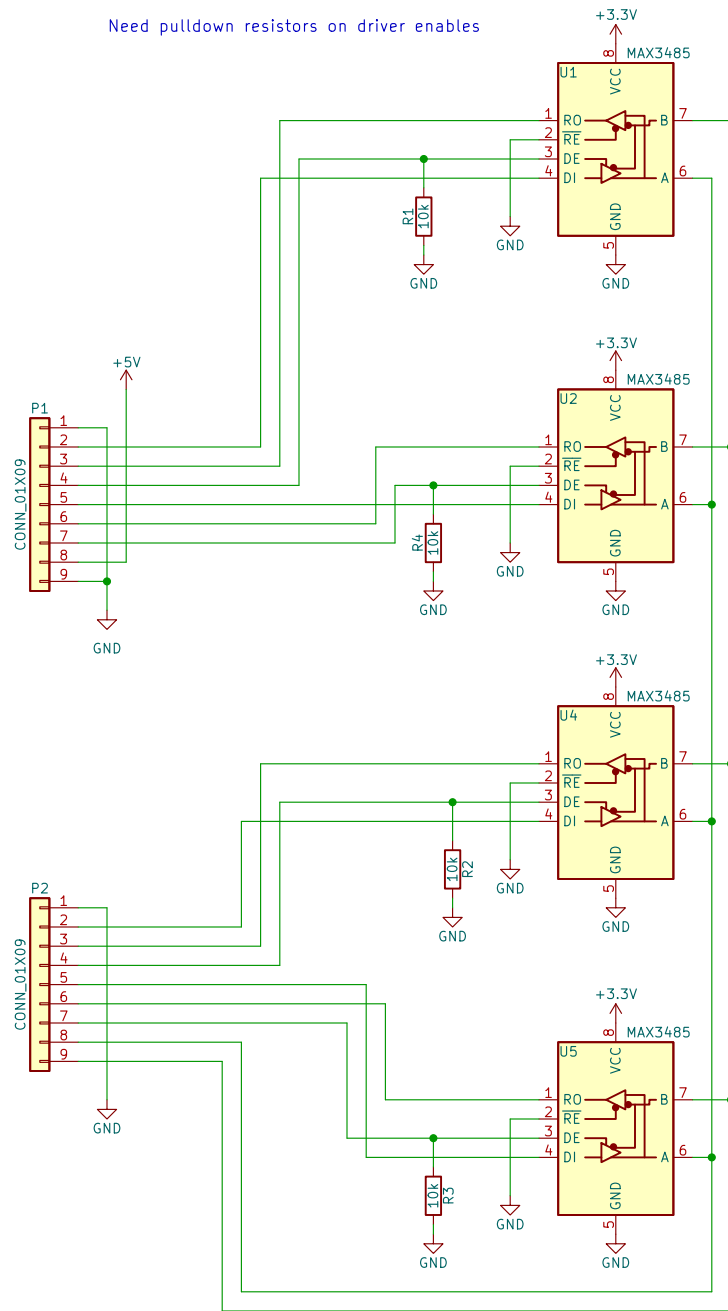 Need pulldown resistors on driver enables
+3.3V
8
MAX3485
U1
VCC
1 RO
B 7
2 RE
3 DE
4 DI
A 6
GND
5
GND
R1
10k
GND
GND
+3.3V
8
MAX3485
U2
VCC
1 RO
B 7
2 RE
3 DE
4 DI
A 6
GND
5
GND
R4
10k
GND
GND
+5V
P1
CONN_01X09
1
2
3
4
5
6
7
8
9
GND
+3.3V
8
MAX3485
U4
VCC
1 RO
B 7
2 RE
3 DE
4 DI
A 6
GND
5
GND
10k
R2
GND
GND
P2
CONN_01X09
1
2
3
4
5
6
7
8
9
GND
+3.3V
8
MAX3485
U5
VCC
1 RO
B 7
2 RE
3 DE
4 DI
A 6
GND
5
GND
10k
R3
GND
GND